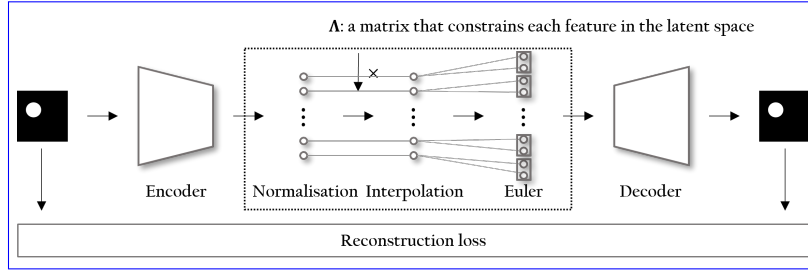 Λ: a matrix that constrains each feature in the latent space
×
Encoder
Normalisation
Interpolation
Euler
Decoder
Reconstruction loss